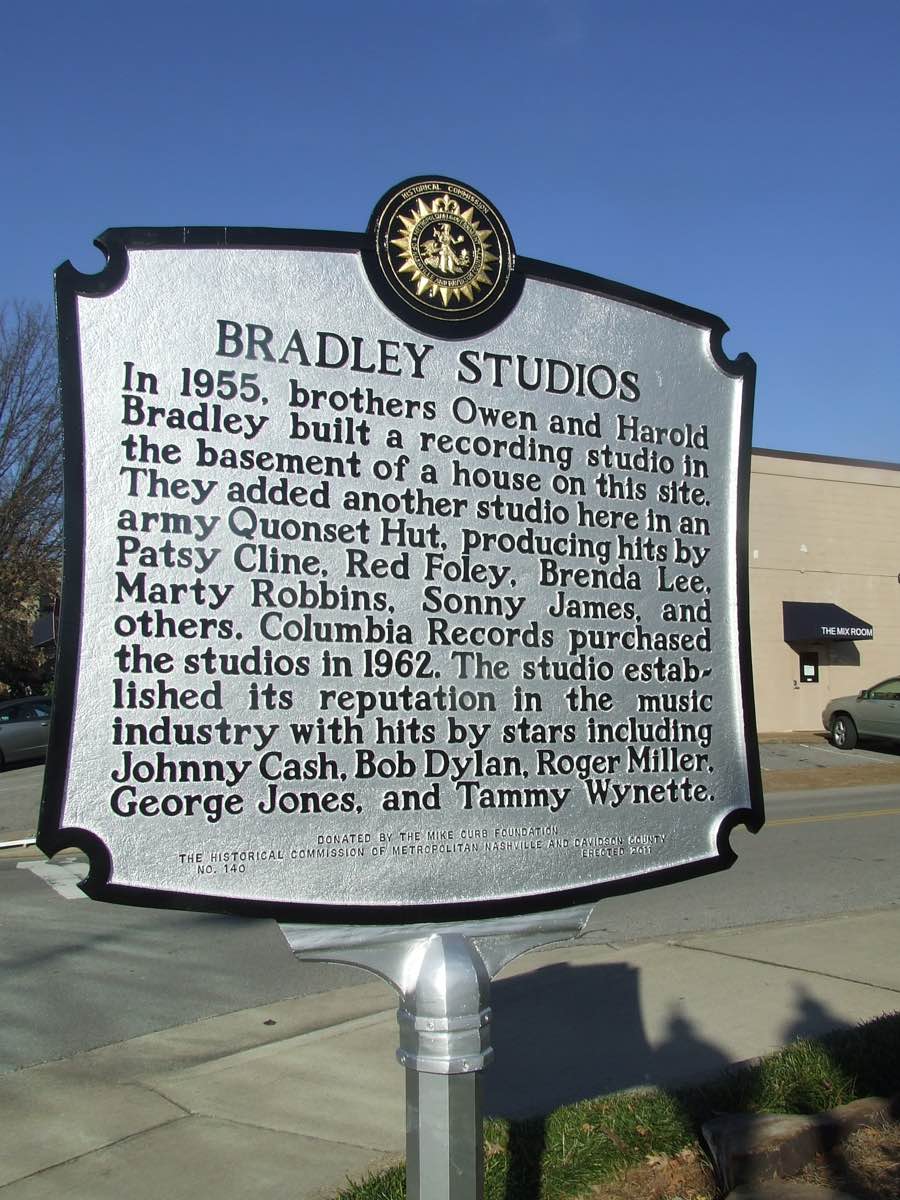 HISTORICAL COMMISSION
BRADLEY STUDIOS
In 1955, brothers Owen and Harold
Bradley built a recording studio in
the basement of a house on this site.
They added another studio here in an
army Quonset Hut, producing hits by
Patsy Cline, Red Foley, Brenda Lee,
Marty Robbins, Sonny James, and
others. Columbia Records purchased
the studios in 1962. The studio estab-
lished its reputation in the music
industry with hits by stars including
Johnny Cash, Bob Dylan, Roger Miller,
George Jones, and Tammy Wynette.
DONATED BY THE MIKE CURB FOUNDATION
THE HISTORICAL COMMISSION OF METROPOLITAN NASHVILLE AND DAVIDSON COUNTY
NO. 140 ERECTED 2011
THE MIX ROOM